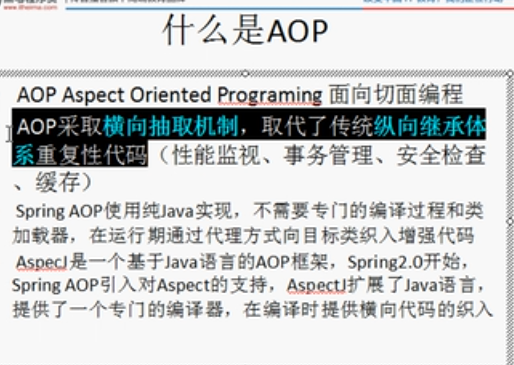 什么是AOP
AOP Aspect Oriented Programing 面向切面编程
AOP采取横向抽取机制，取代了传统纵向继承体
系重复性代码（性能监视、事务管理、安全检查
、缓存）
Spring AOP使用纯Java实现，不需要专门的编译过程和类
加载器，在运行期通过代理方式向目标类织入增强代码
AspecJ是一个基于Java语言的AOP框架，Spring2.0开始，
Spring AOP引入对Aspect的支持，AspectJ扩展了Java语言，
提供了一个专门的编译器，在编译时提供横向代码的织入